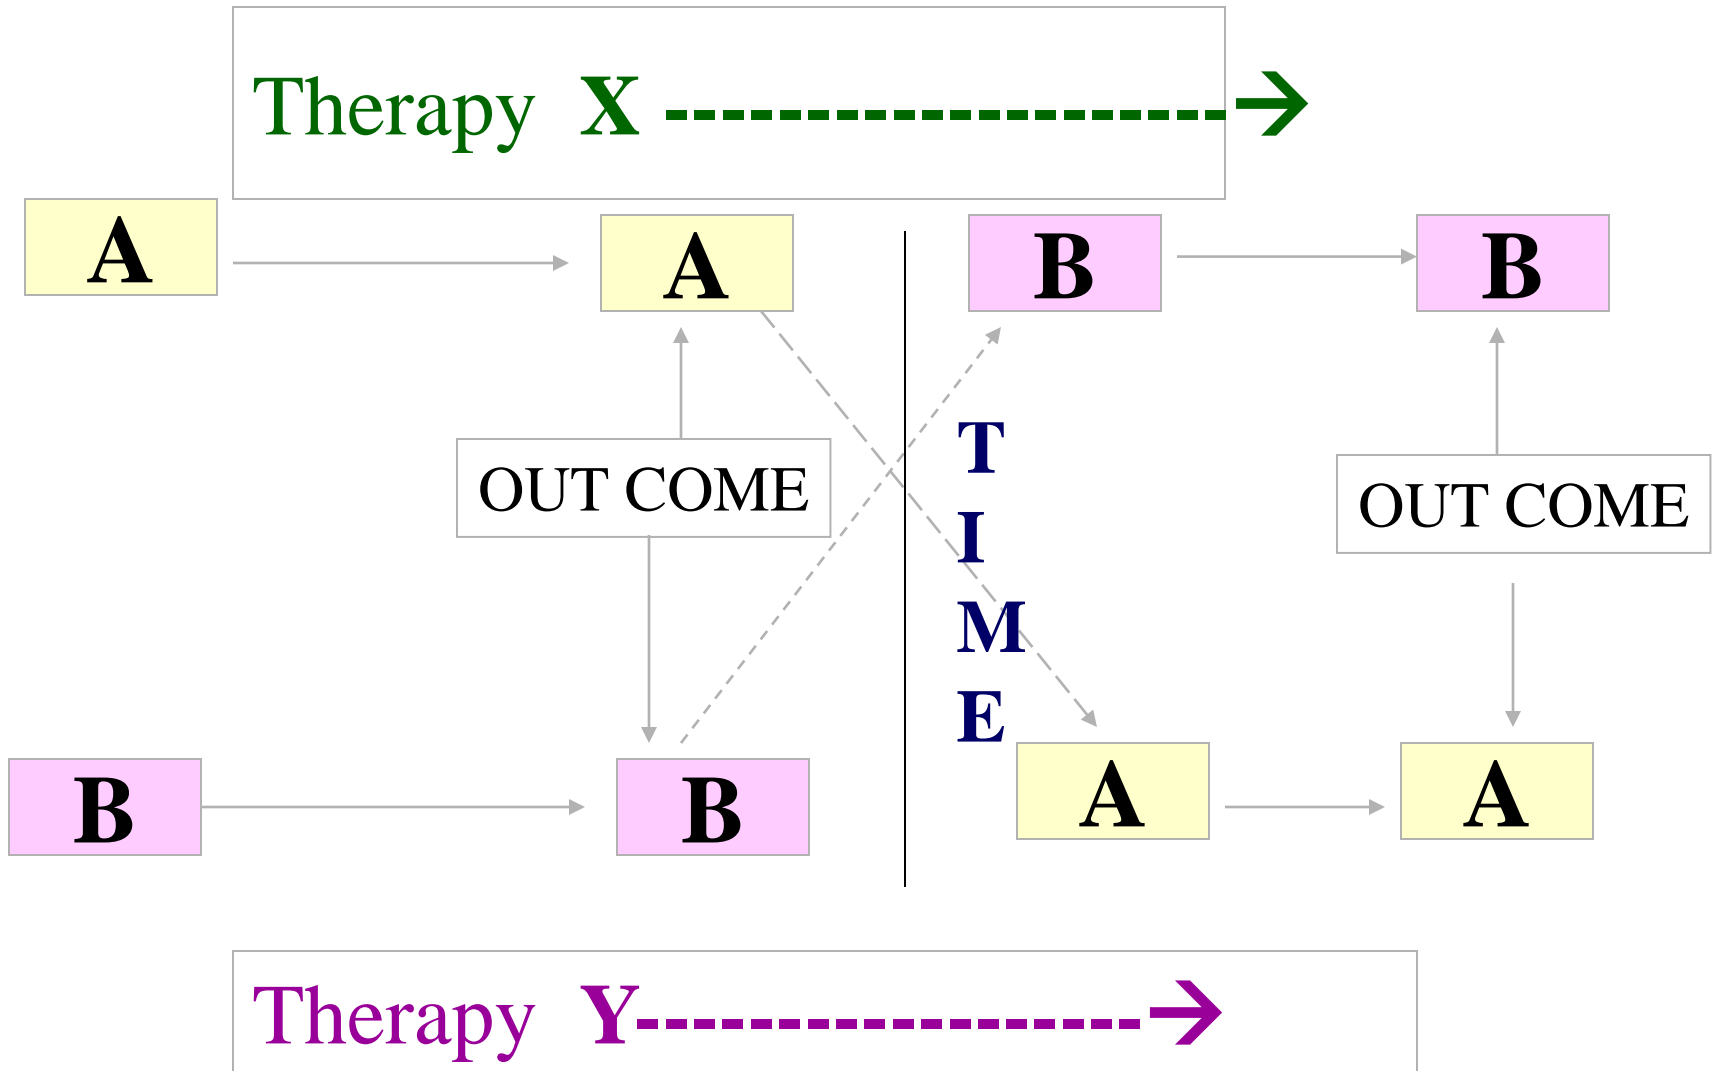 Therapy X -------------------->
A
A
B
B
T
I
M
E
OUT COME
OUT COME
B
B
A
A
Therapy Y------------------>